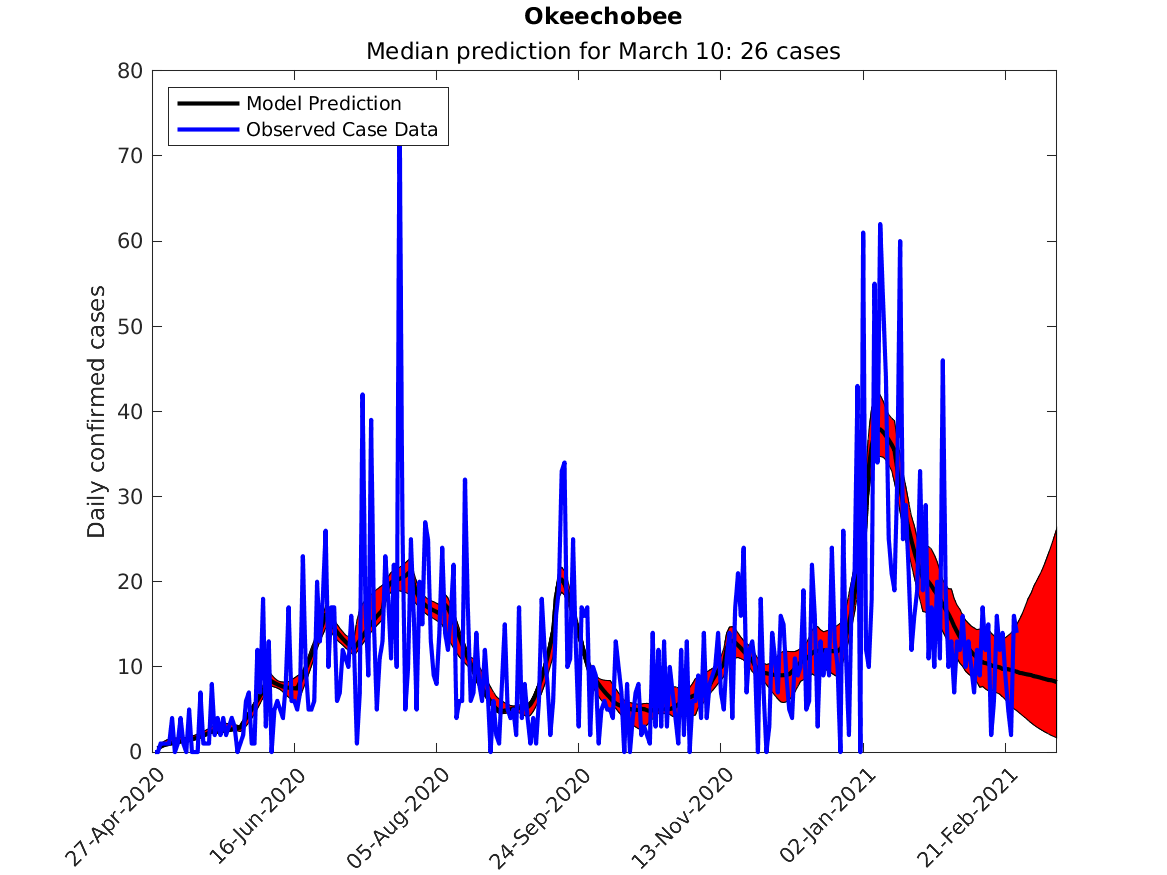 Okeechobee
Median prediction for March 10: 26 cases
Model Prediction
Observed Case Data
Daily confirmed cases
80
70
60
50
40
30
20
10
0
27-Apr-2020
16-Jun-2020
05-Aug-2020
24-Sep-2020
13-Nov-2020
02-Jan-2021
21-Feb-2021